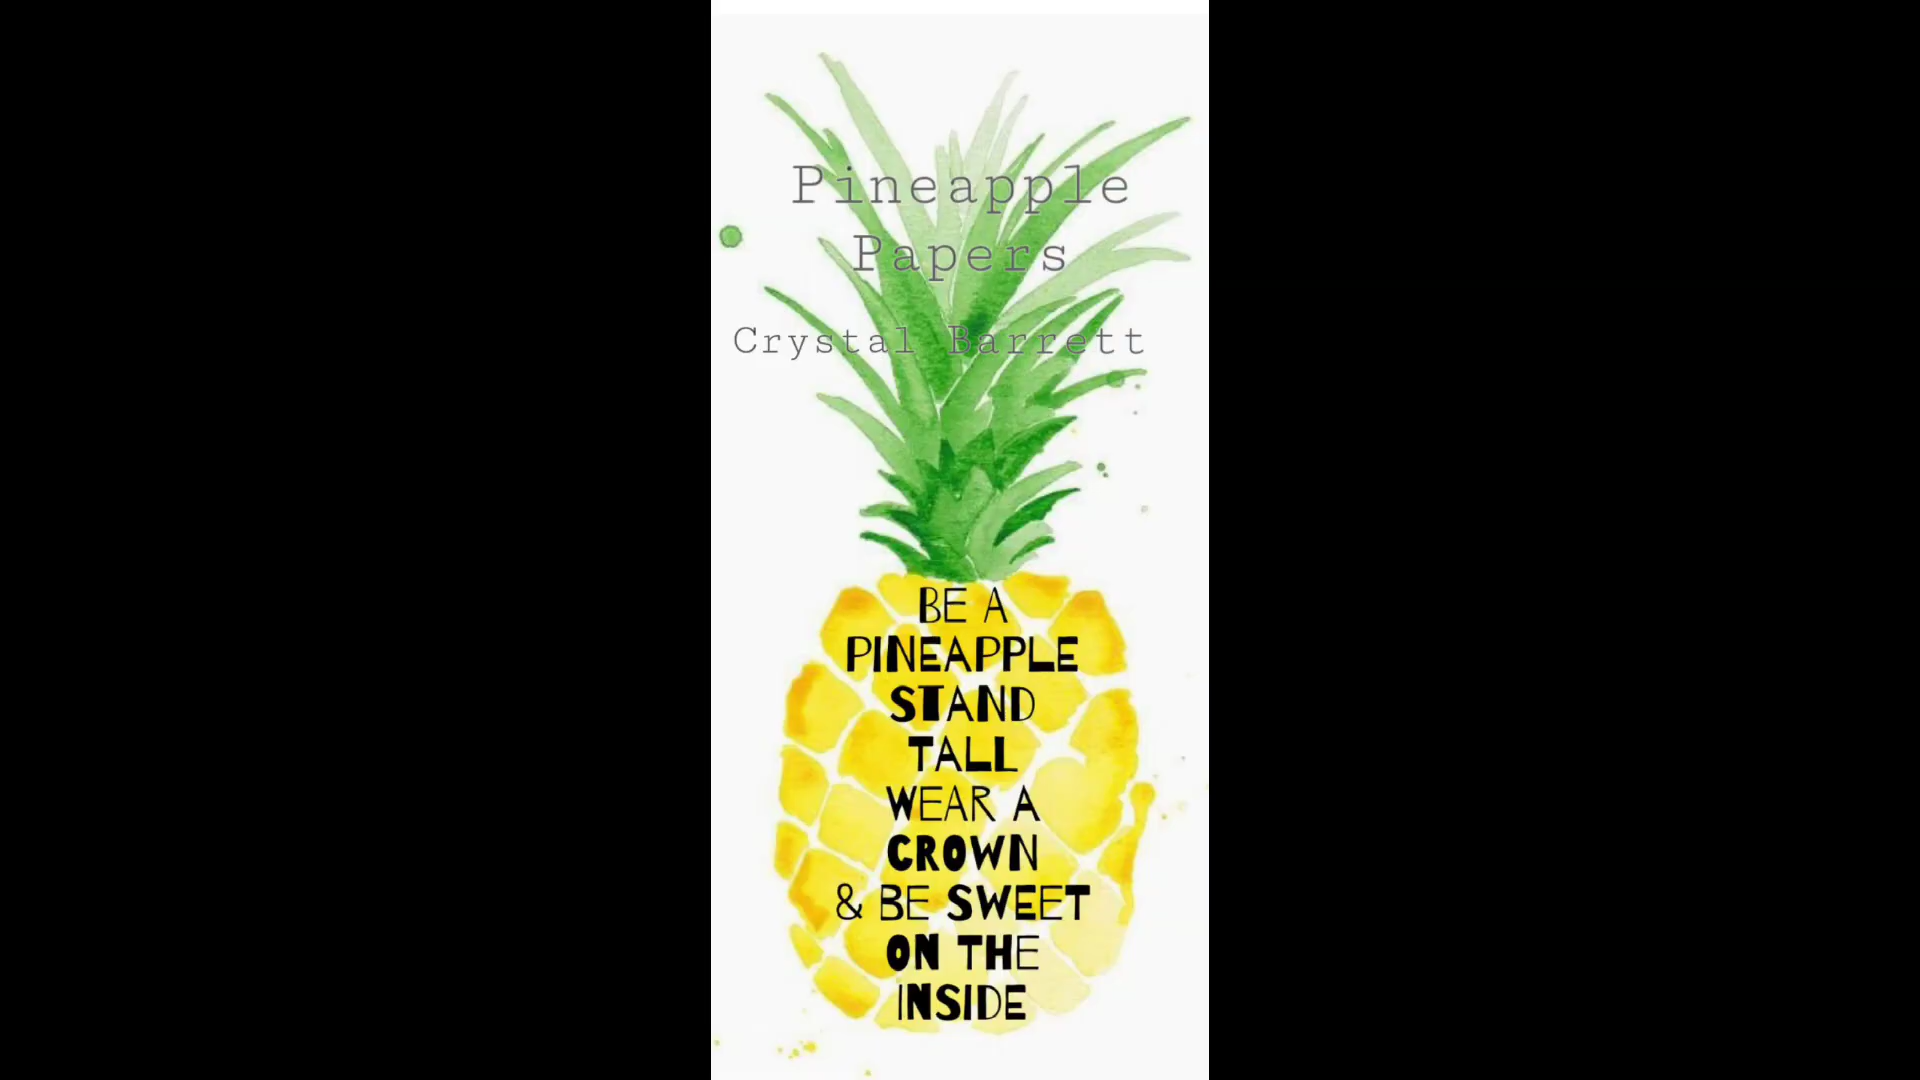 Pineapple
Papers
Crystal Barrett
BE A
PINEAPPLE
STAND
TALL
WEAR A
CROWN
& BE SWEET
ON THE
INSIDE